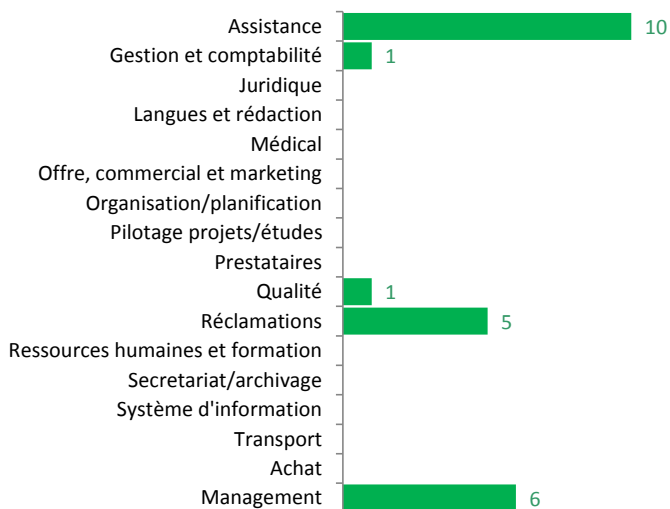 Assistance 10
Gestion et comptabilité 1
Juridique
Langues et rédaction
Médical
Offre, commercial et marketing
Organisation/planification
Pilotage projets/études
Prestataires
Qualité 1
Réclamations 5
Ressources humaines et formation
Secretariat/archivage
Système d'information
Transport
Achat
Management 6